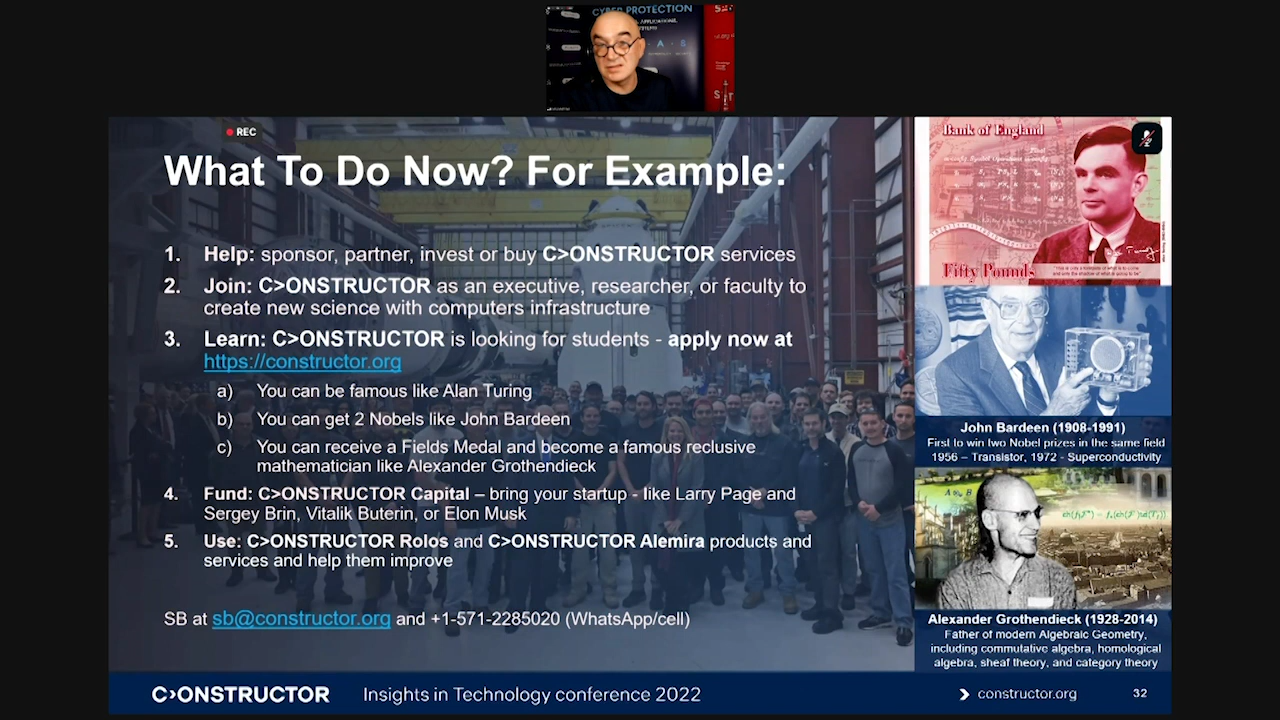 CYBER PROTECTION
REC
What To Do Now? For Example:
1. Help: sponsor, partner, invest or buy C>ONSTRUCTOR services
2. Join: C>ONSTRUCTOR as an executive, researcher, or faculty to
create new science with computers infrastructure
3. Learn: C>ONSTRUCTOR is looking for students - apply now at
https://constructor.org
a) You can be famous like Alan Turing
b) You can get 2 Nobels like John Bardeen
c) You can receive a Fields Medal and become a famous reclusive
mathematician like Alexander Grothendieck
4. Fund: C>ONSTRUCTOR Capital – bring your startup - like Larry Page and
Sergey Brin, Vitalik Buterin, or Elon Musk
5. Use: C>ONSTRUCTOR Rolos and C>ONSTRUCTOR Alemira products and
services and help them improve
SB at sb@constructor.org and +1-571-2285020 (WhatsApp/cell)
Bank of England
Fifty Pounds
John Bardeen (1908-1991)
First to win two Nobel prizes in the same field
1956 – Transistor, 1972 - Superconductivity
Alexander Grothendieck (1928-2014)
Father of modern Algebraic Geometry,
including commutative algebra, homological
algebra, sheaf theory, and category theory
C>ONSTRUCTOR Insights in Technology conference 2022
constructor.org 32